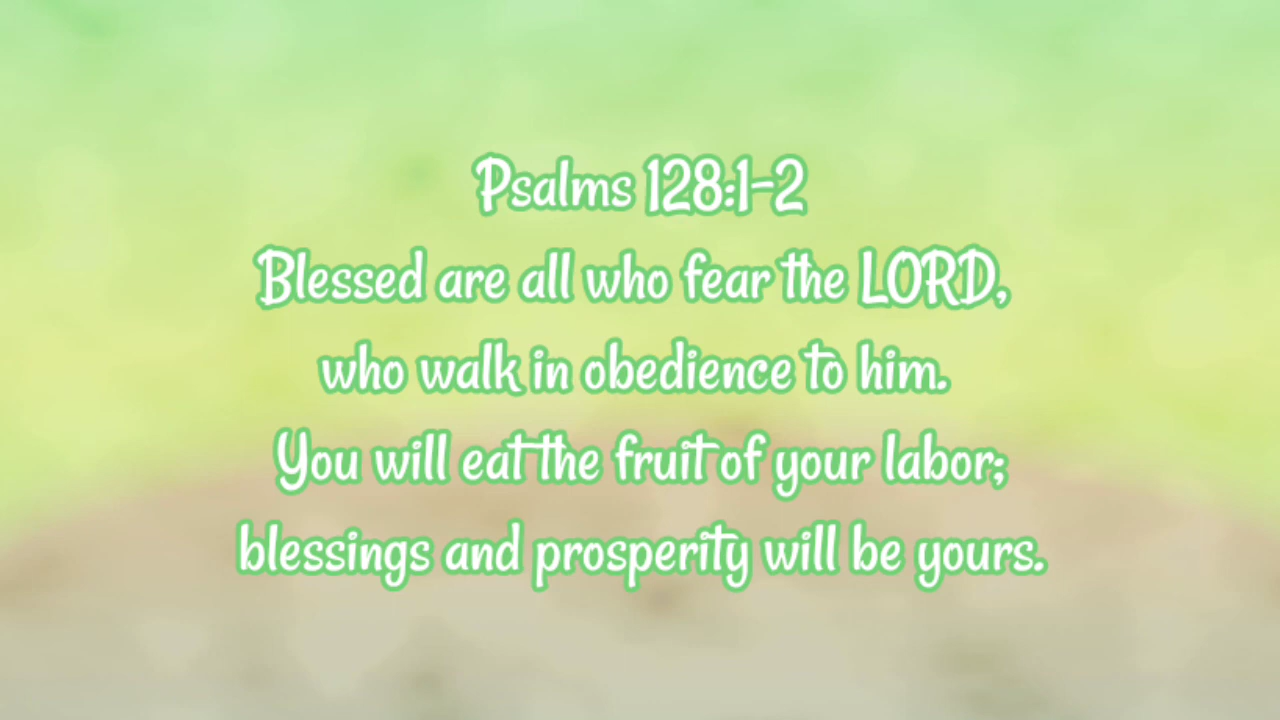 Psalms 128:1-2
Blessed are all who fear the LORD,
who walk in obedience to him.
You will eat the fruit of your labor;
blessings and prosperity will be yours.